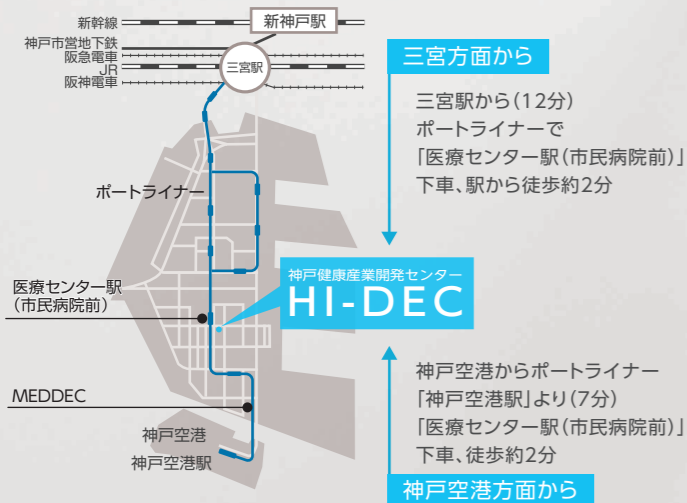 新幹線
新神戸駅
神戸市営地下鉄
阪急電車
JR
阪神電車
三宮駅
三宮方面から
三宮駅から(12分)
ポートライナーで
「医療センター駅(市民病院前)」
下車、駅から徒歩約2分
ポートライナー
神戸健康産業開発センター
HI-DEC
医療センター駅
(市民病院前)
MEDDEC
神戸空港
神戸空港駅
神戸空港からポートライナー
「神戸空港駅」より(7分)
「医療センター駅(市民病院前)」
下車、徒歩約2分
神戸空港方面から